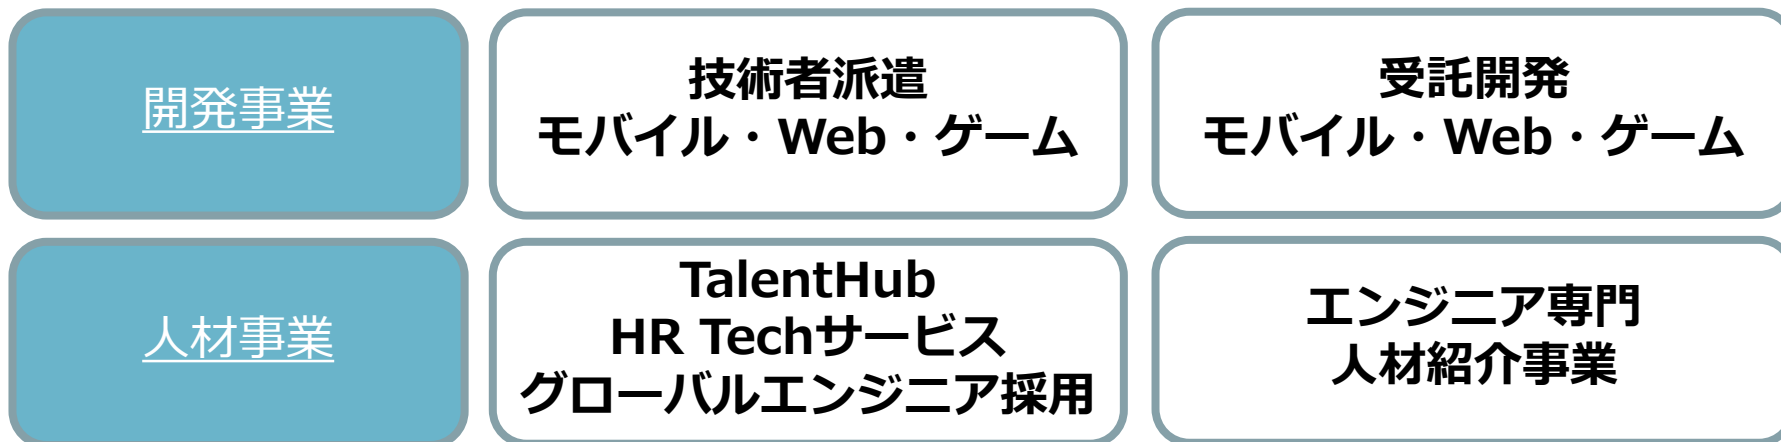 開発事業
技術者派遣
モバイル・Web・ゲーム
受託開発
モバイル・Web・ゲーム
人材事業
TalentHub
HR Techサービス
グローバルエンジニア採用
エンジニア専門
人材紹介事業